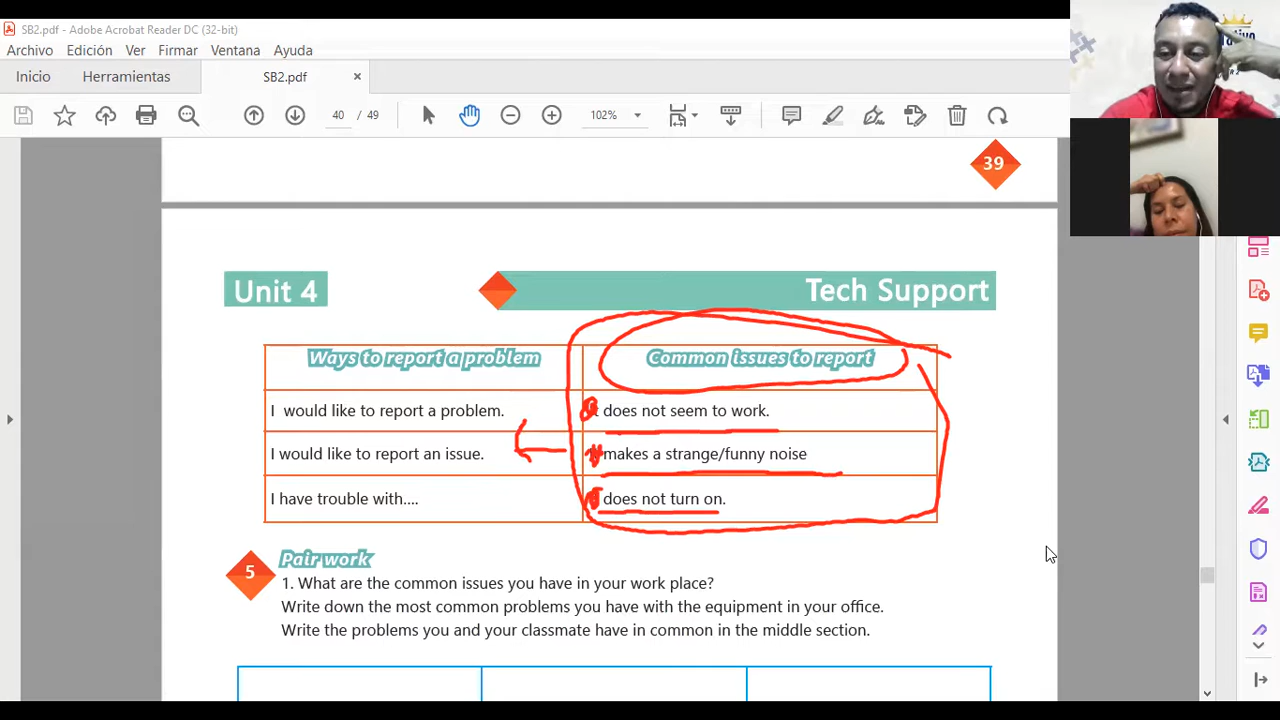 SB2.pdf - Adobe Acrobat Reader DC (32-bit)
Archivo Edición Ver Firmar Ventana Ayuda
Inicio Herramientas SB2.pdf ×
40 / 49 102%
39
Unit 4 Tech Support
Ways to report a problem Common issues to report
I would like to report a problem. does not seem to work.
I would like to report an issue. makes a strange/funny noise
I have trouble with.... does not turn on.
5 Pair work
1. What are the common issues you have in your work place?
Write down the most common problems you have with the equipment in your office.
Write the problems you and your classmate have in common in the middle section.